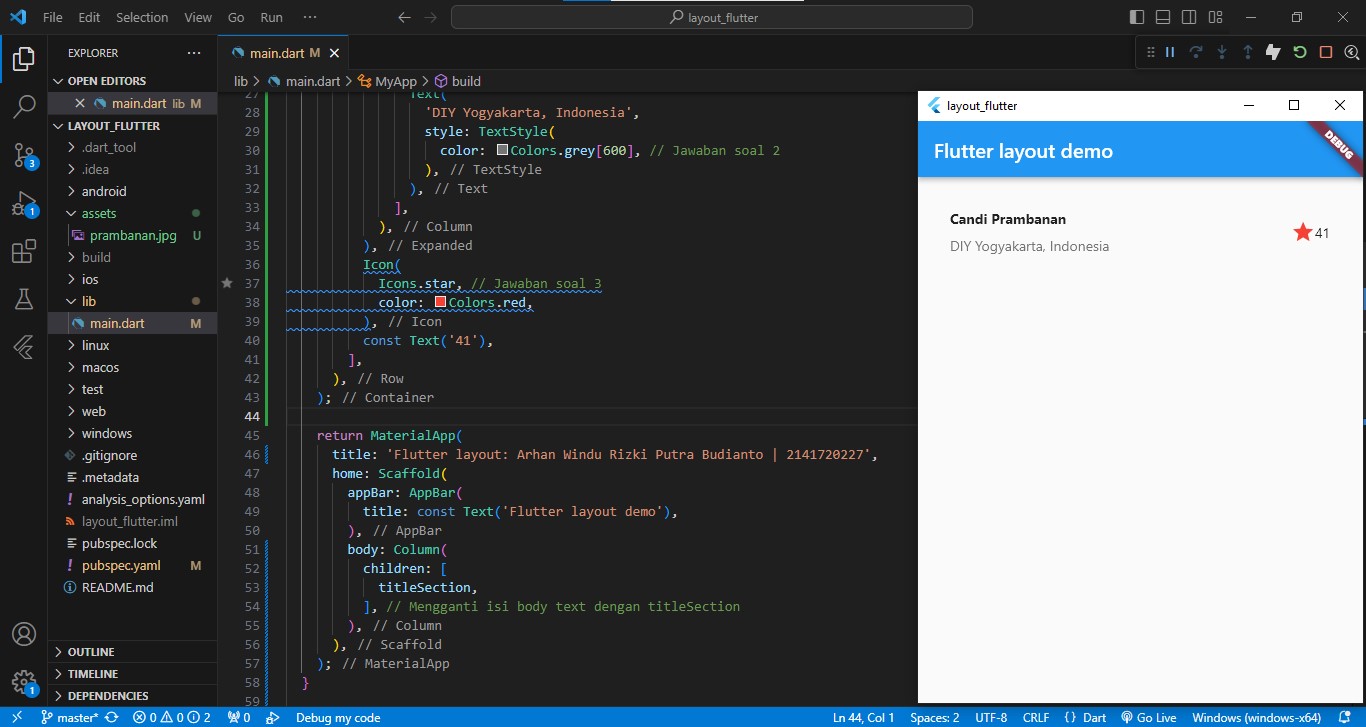 File Edit Selection View Go Run ··· layout_flutter
EXPLORER ···
OPEN EDITORS
main.dart lib M
LAYOUT_FLUTTER
.dart_tool
.idea
android
assets
prambanan.jpg U
build
ios
lib
main.dart M
linux
macos
test
web
windows
.gitignore
.metadata
! analysis_options.yaml
layout_flutter.iml
pubspec.lock
! pubspec.yaml M
README.md
OUTLINE
TIMELINE
DEPENDENCIES
3
1
1
main.dart M
lib > main.dart > MyApp > build
27 Text(
28 'DIY Yogyakarta, Indonesia',
29 style: TextStyle(
30 color: Colors.grey[600], // Jawaban soal 2
31 ), // TextStyle
32 ), // Text
33 ],
34 ), // Column
35 ), // Expanded
36 Icon(
37 Icons.star, // Jawaban soal 3
38 color: Colors.red,
39 ), // Icon
40 const Text('41'),
41 ],
42 ), // Row
43 ); // Container
44
45 return MaterialApp(
46 title: 'Flutter layout: Arhan Windu Rizki Putra Budianto | 2141720227',
47 home: Scaffold(
48 appBar: AppBar(
49 title: const Text('Flutter layout demo'),
50 ), // AppBar
51 body: Column(
52 children: [
53 titleSection,
54 ], // Mengganti isi body text dengan titleSection
55 ), // Column
56 ), // Scaffold
57 ); // MaterialApp
58 }
59
layout_flutter
Flutter layout demo
DEBUG
Candi Prambanan
DIY Yogyakarta, Indonesia
41
master* 0 0 2 0 Debug my code Ln 44, Col 1 Spaces: 2 UTF-8 CRLF {} Dart Go Live Windows (windows-x64)